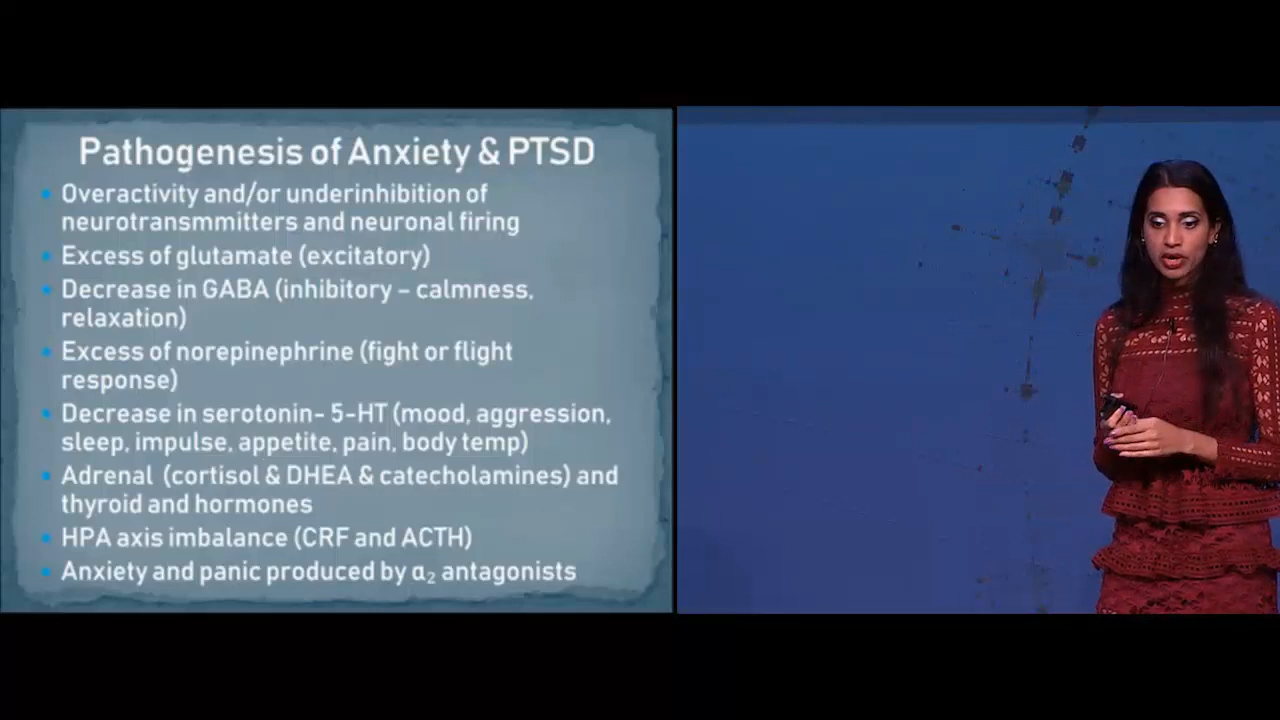 Pathogenesis of Anxiety & PTSD
• Overactivity and/or underinhibition of
neurotransmmitters and neuronal firing
• Excess of glutamate (excitatory)
• Decrease in GABA (inhibitory – calmness,
relaxation)
• Excess of norepinephrine (fight or flight
response)
• Decrease in serotonin- 5-HT (mood, aggression,
sleep, impulse, appetite, pain, body temp)
• Adrenal (cortisol & DHEA & catecholamines) and
thyroid and hormones
• HPA axis imbalance (CRF and ACTH)
• Anxiety and panic produced by α₂ antagonists